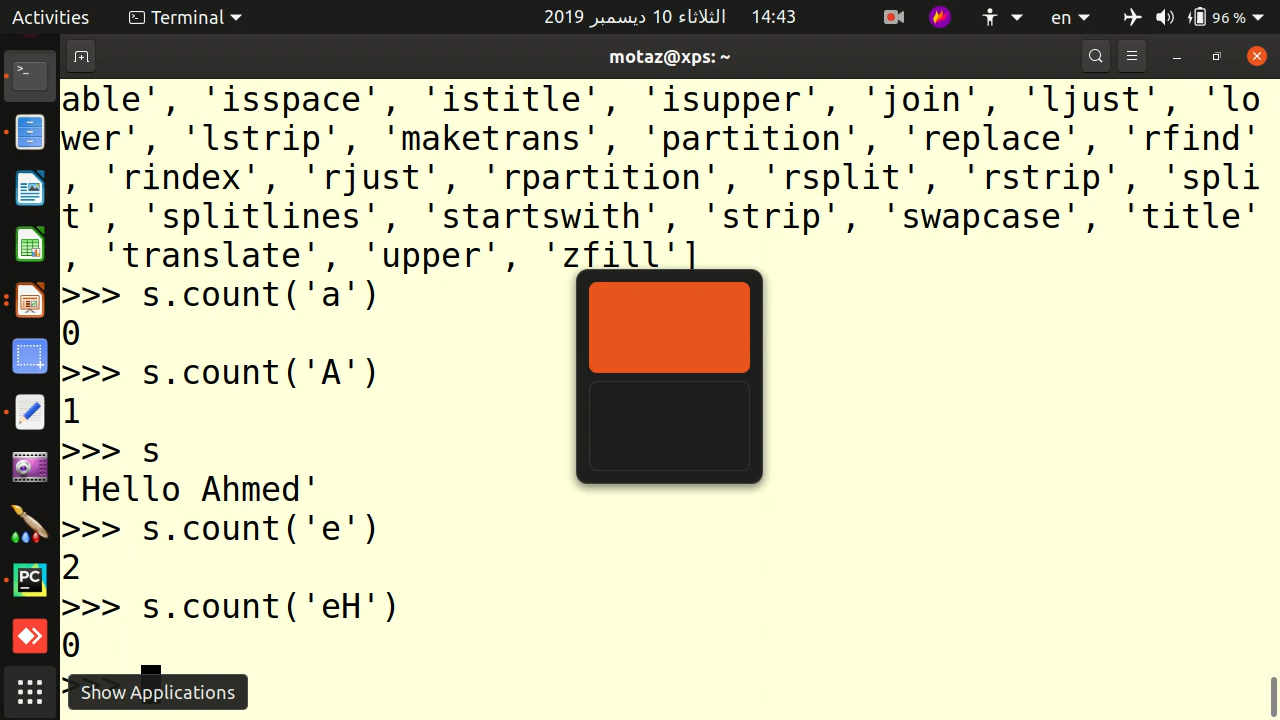 Activities
Terminal
الثلاثاء 10 ديسمبر 2019 14:43
en
96 %
motaz@xps: ~
able', 'isspace', 'istitle', 'isupper', 'join', 'ljust', 'lo
wer', 'lstrip', 'maketrans', 'partition', 'replace', 'rfind'
, 'rindex', 'rjust', 'rpartition', 'rsplit', 'rstrip', 'spli
t', 'splitlines', 'startswith', 'strip', 'swapcase', 'title'
, 'translate', 'upper', 'zfill']
>>> s.count('a')
0
>>> s.count('A')
1
>>> s
'Hello Ahmed'
>>> s.count('e')
2
>>> s.count('eH')
0
>>>
Show Applications
PC